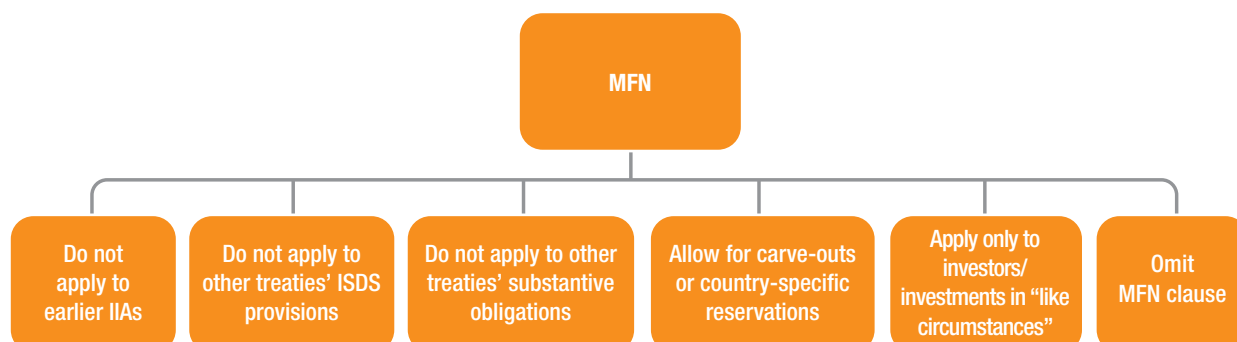 MFN
Do not
apply to
earlier IIAs
Do not apply to
other treaties’ ISDS
provisions
Do not apply to other
treaties’ substantive
obligations
Allow for carve-outs
or country-specific
reservations
Apply only to
investors/
investments in “like
circumstances”
Omit
MFN clause